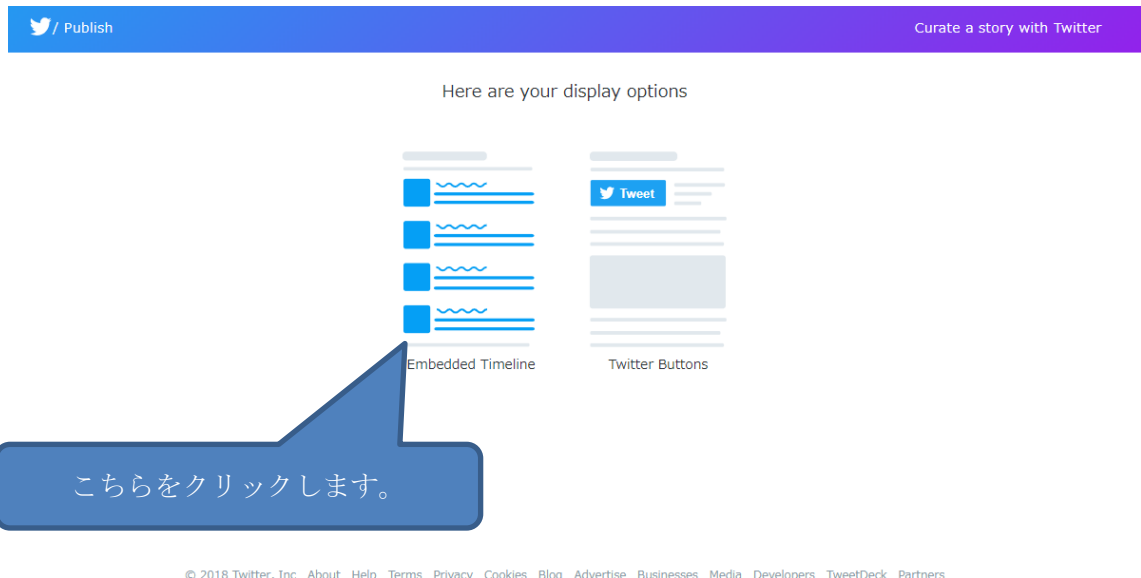 / Publish
Curate a story with Twitter
Here are your display options
Tweet
Embedded Timeline
Twitter Buttons
こちらをクリックします。
© 2018 Twitter, Inc. About Help Terms Privacy Cookies Blog Advertise Businesses Media Developers TweetDeck Partners